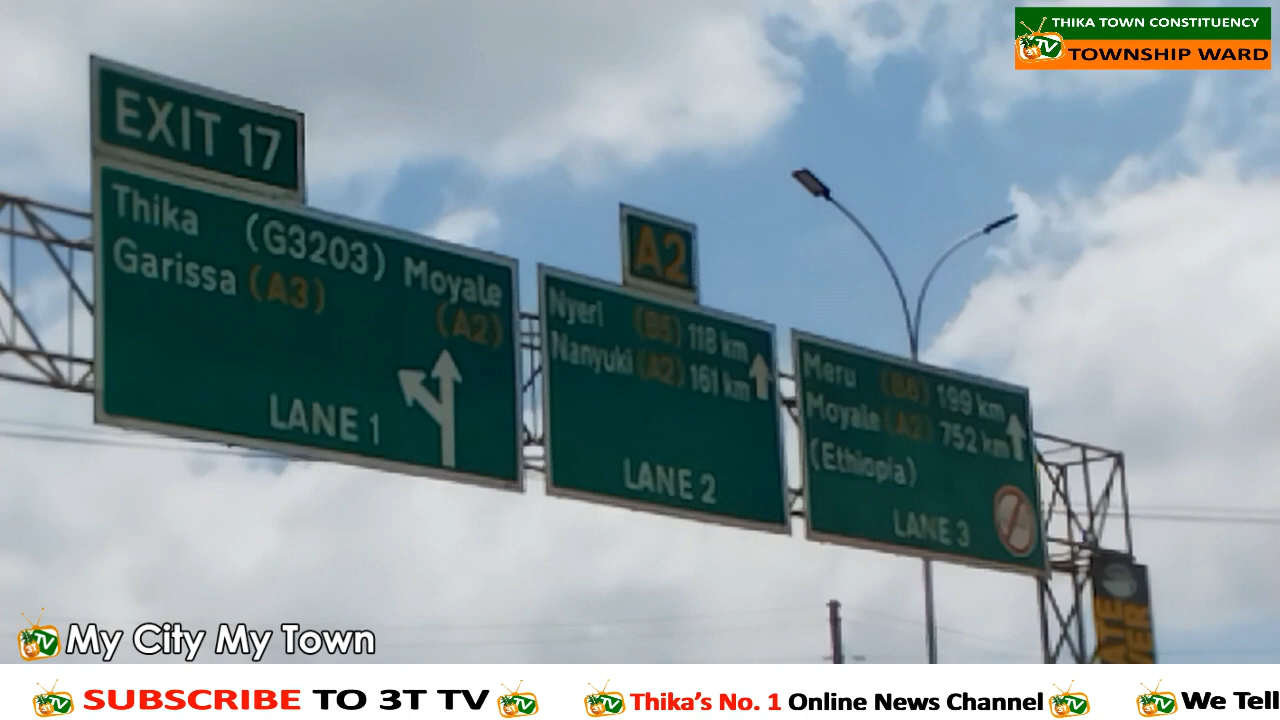 THIKA TOWN CONSTITUENCY
TOWNSHIP WARD
EXIT 17
Thika (G3203) Moyale
Garissa (A3) (A2)
LANE 1
A2
Nyeri (B5) 118 km
Nanyuki (A2) 161 km
LANE 2
Meru (B6) 199 km
Moyale (A2) 752 km
(Ethiopia)
LANE 3
My City My Town
SUBSCRIBE TO 3T TV Thika's No. 1 Online News Channel We Tell